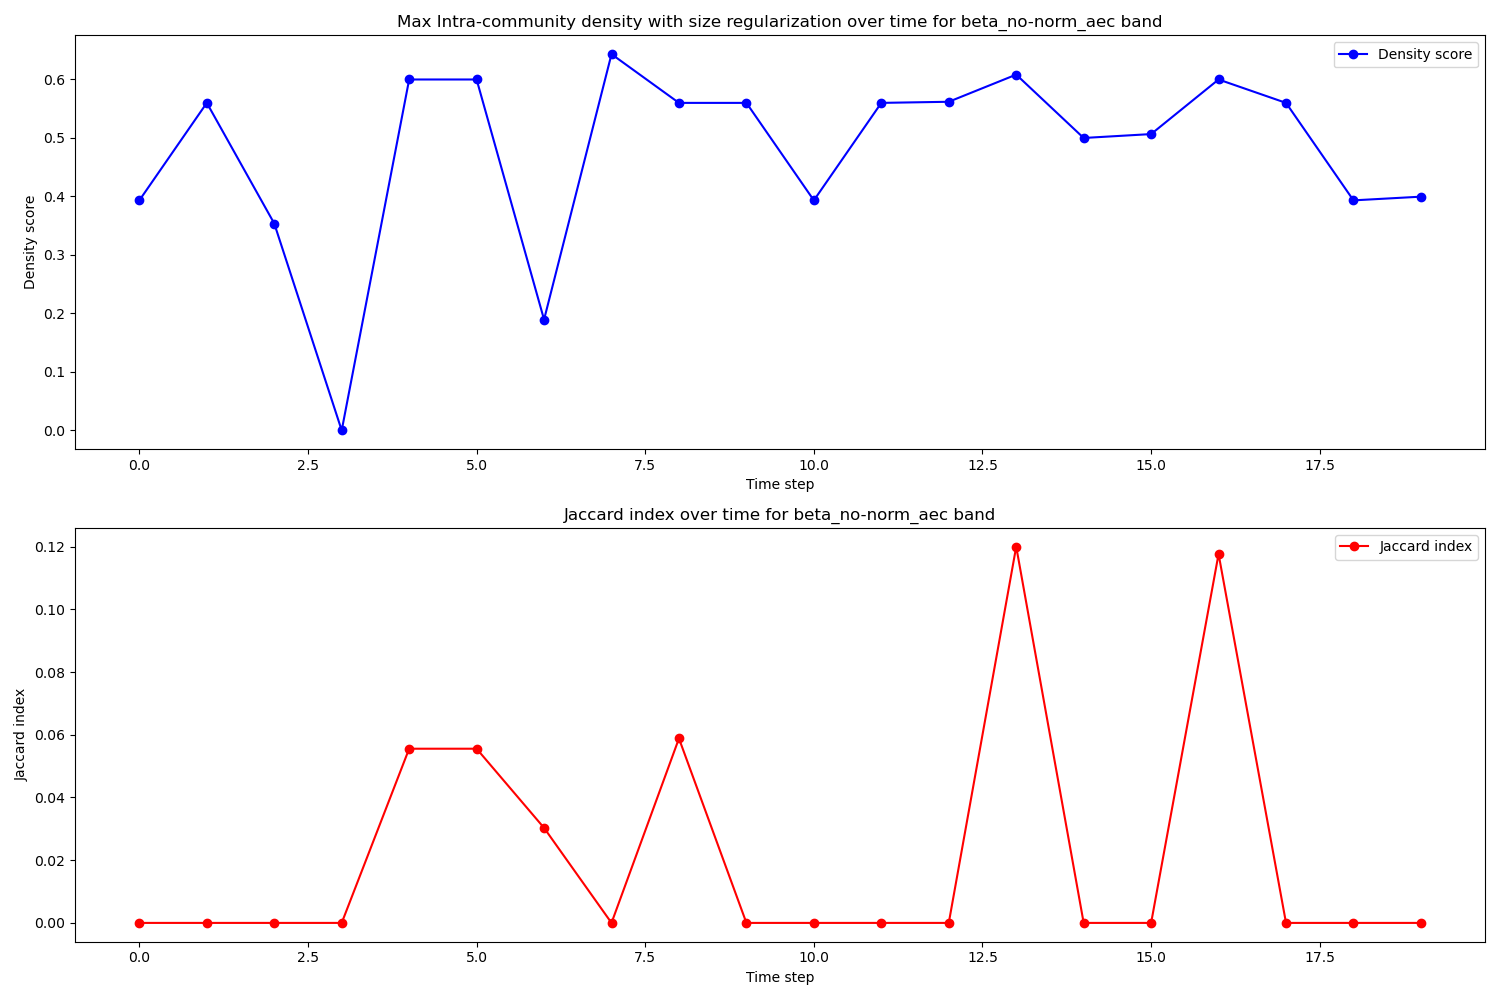 Max Intra-community density with size regularization over time for beta_no-norm_aec band
Density score
0.6
0.5
0.4
0.3
0.2
0.1
0.0
Density score
0.0 2.5 5.0 7.5 10.0 12.5 15.0 17.5
Time step
Jaccard index over time for beta_no-norm_aec band
Jaccard index
0.12
0.10
0.08
0.06
0.04
0.02
0.00
Jaccard index
0.0 2.5 5.0 7.5 10.0 12.5 15.0 17.5
Time step